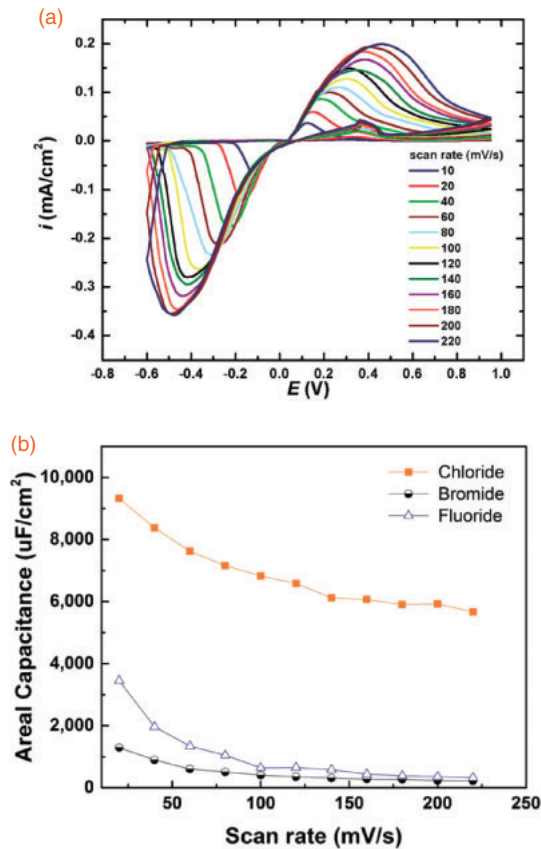 (a)
0.2
0.1
0.0
-0.1
-0.2
-0.3
-0.4
i (mA/cm²)
scan rate (mV/s)
10
20
40
60
80
100
120
140
160
180
200
220
-0.8 -0.6 -0.4 -0.2 0.0 0.2 0.4 0.6 0.8 1.0
E (V)
(b)
10,000
8,000
6,000
4,000
2,000
0
Areal Capacitance (uF/cm²)
Chloride
Bromide
Fluoride
50 100 150 200 250
Scan rate (mV/s)